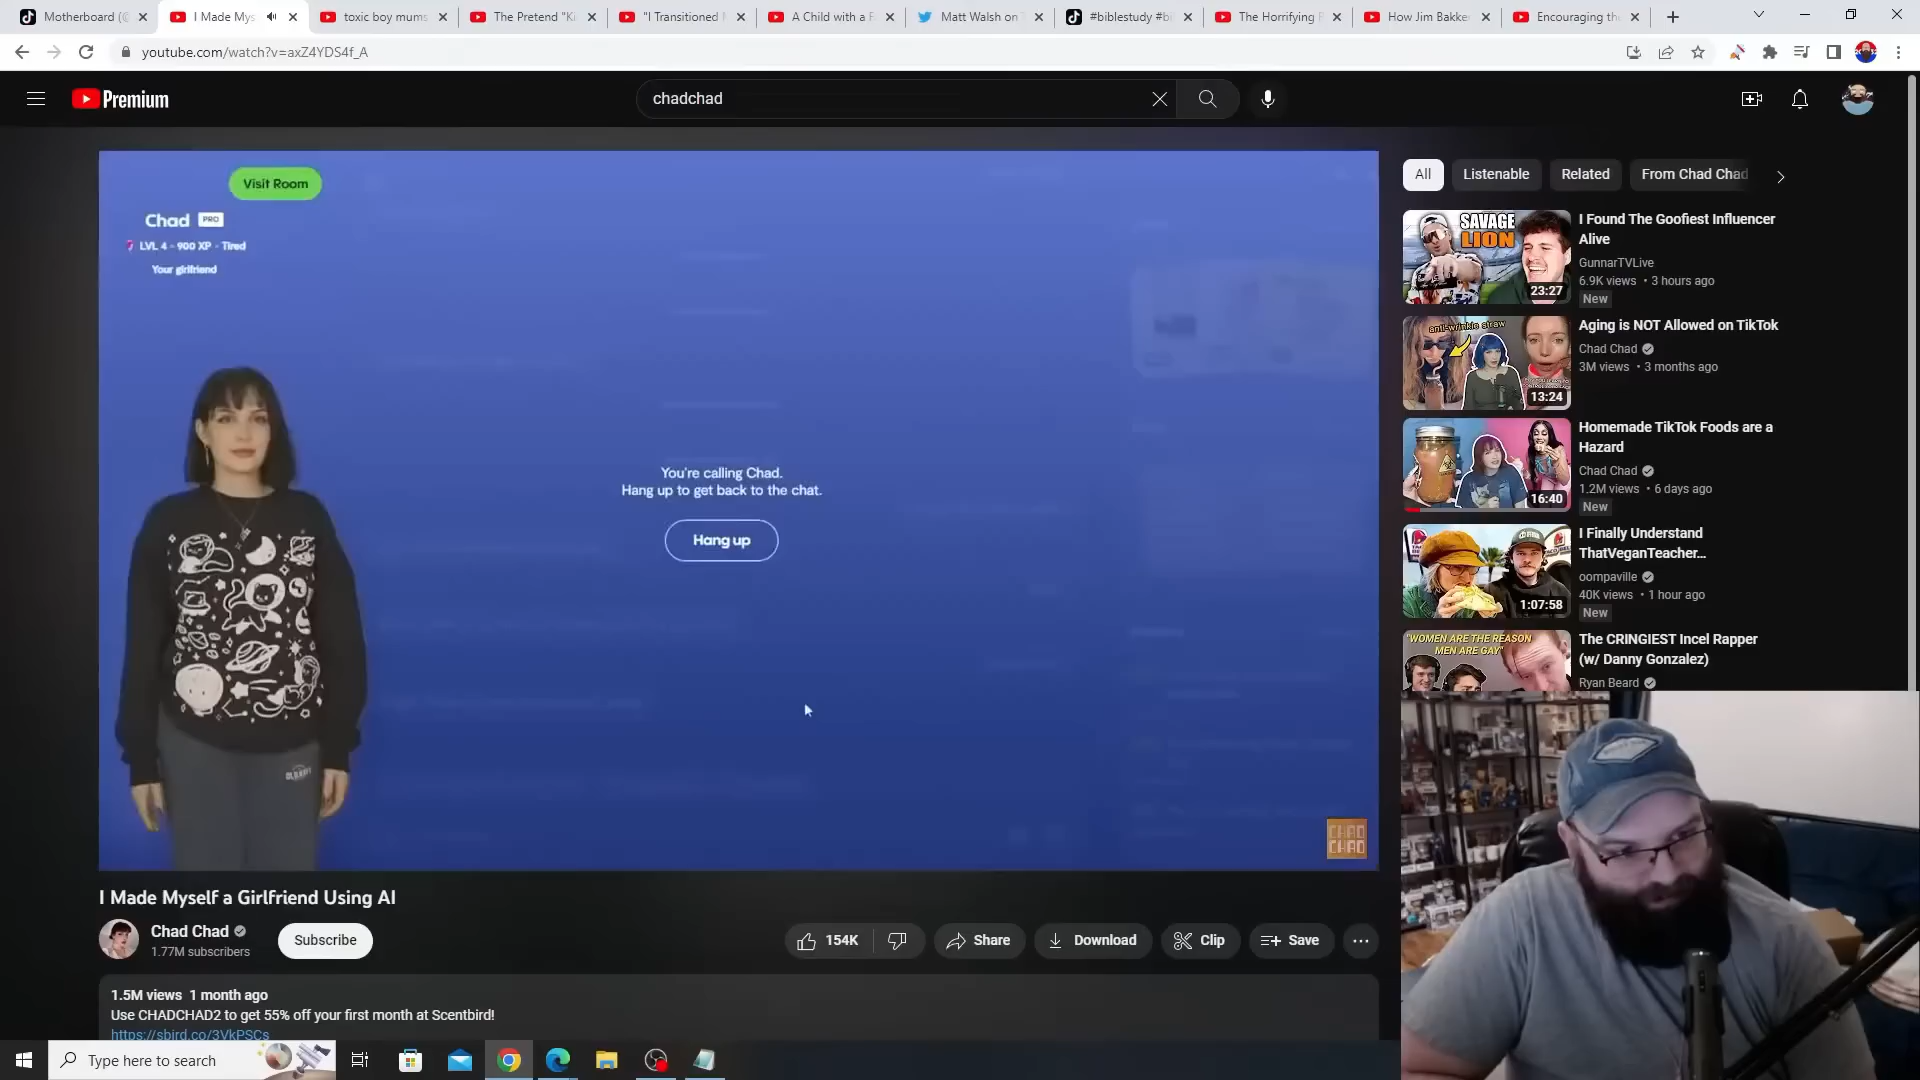 Motherboard (@
I Made Mys
toxic boy mums
The Pretend "Ki
"I Transitioned
A Child with a
Matt Walsh on
#biblestudy #bi
The Horrifying
How Jim Bakke
Encouraging th
youtube.com/watch?v=axZ4YDS4f_A
Premium
chadchad
Visit Room
Chad PRO
LVL 4 - 900 XP - Tired
Your girlfriend
You're calling Chad.
Hang up to get back to the chat.
Hang up
OLD NAVY
CHAD
CHAD
I Made Myself a Girlfriend Using AI
Chad Chad
1.77M subscribers
Subscribe
154K
Share
Download
Clip
Save
1.5M views 1 month ago
Use CHADCHAD2 to get 55% off your first month at Scentbird!
https://sbird.co/3VkPSCs
All
Listenable
Related
From Chad Chad
SAVAGE
LION
23:27
I Found The Goofiest Influencer
Alive
GunnarTVLive
6.9K views • 3 hours ago
New
anti-wrinkle straw
13:24
Aging is NOT Allowed on TikTok
Chad Chad
3M views • 3 months ago
16:40
Homemade TikTok Foods are a
Hazard
Chad Chad
1.2M views • 6 days ago
New
1:07:58
I Finally Understand
ThatVeganTeacher...
oompaville
40K views • 1 hour ago
New
"WOMEN ARE THE REASON
MEN ARE GAY"
The CRINGIEST Incel Rapper
(w/ Danny Gonzalez)
Ryan Beard
Type here to search